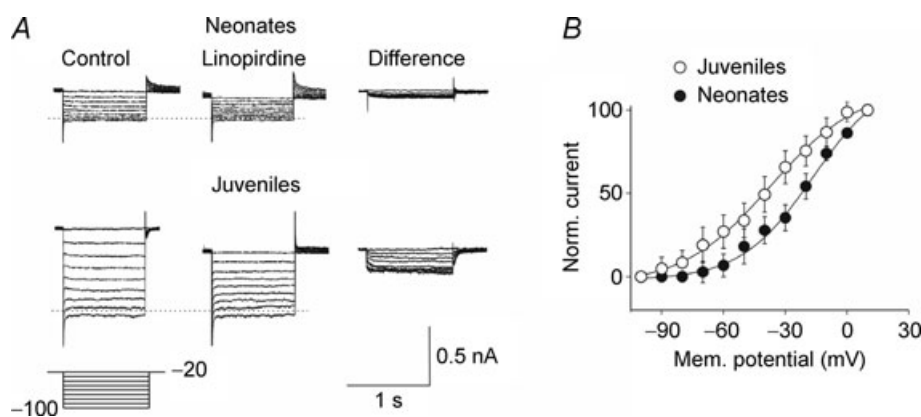 A
Neonates
Control
Linopirdine
Difference
Juveniles
−20
−100
0.5 nA
1 s
B
Juveniles
Neonates
100
50
0
Norm. current
−90
−60
−30
0
30
Mem. potential (mV)